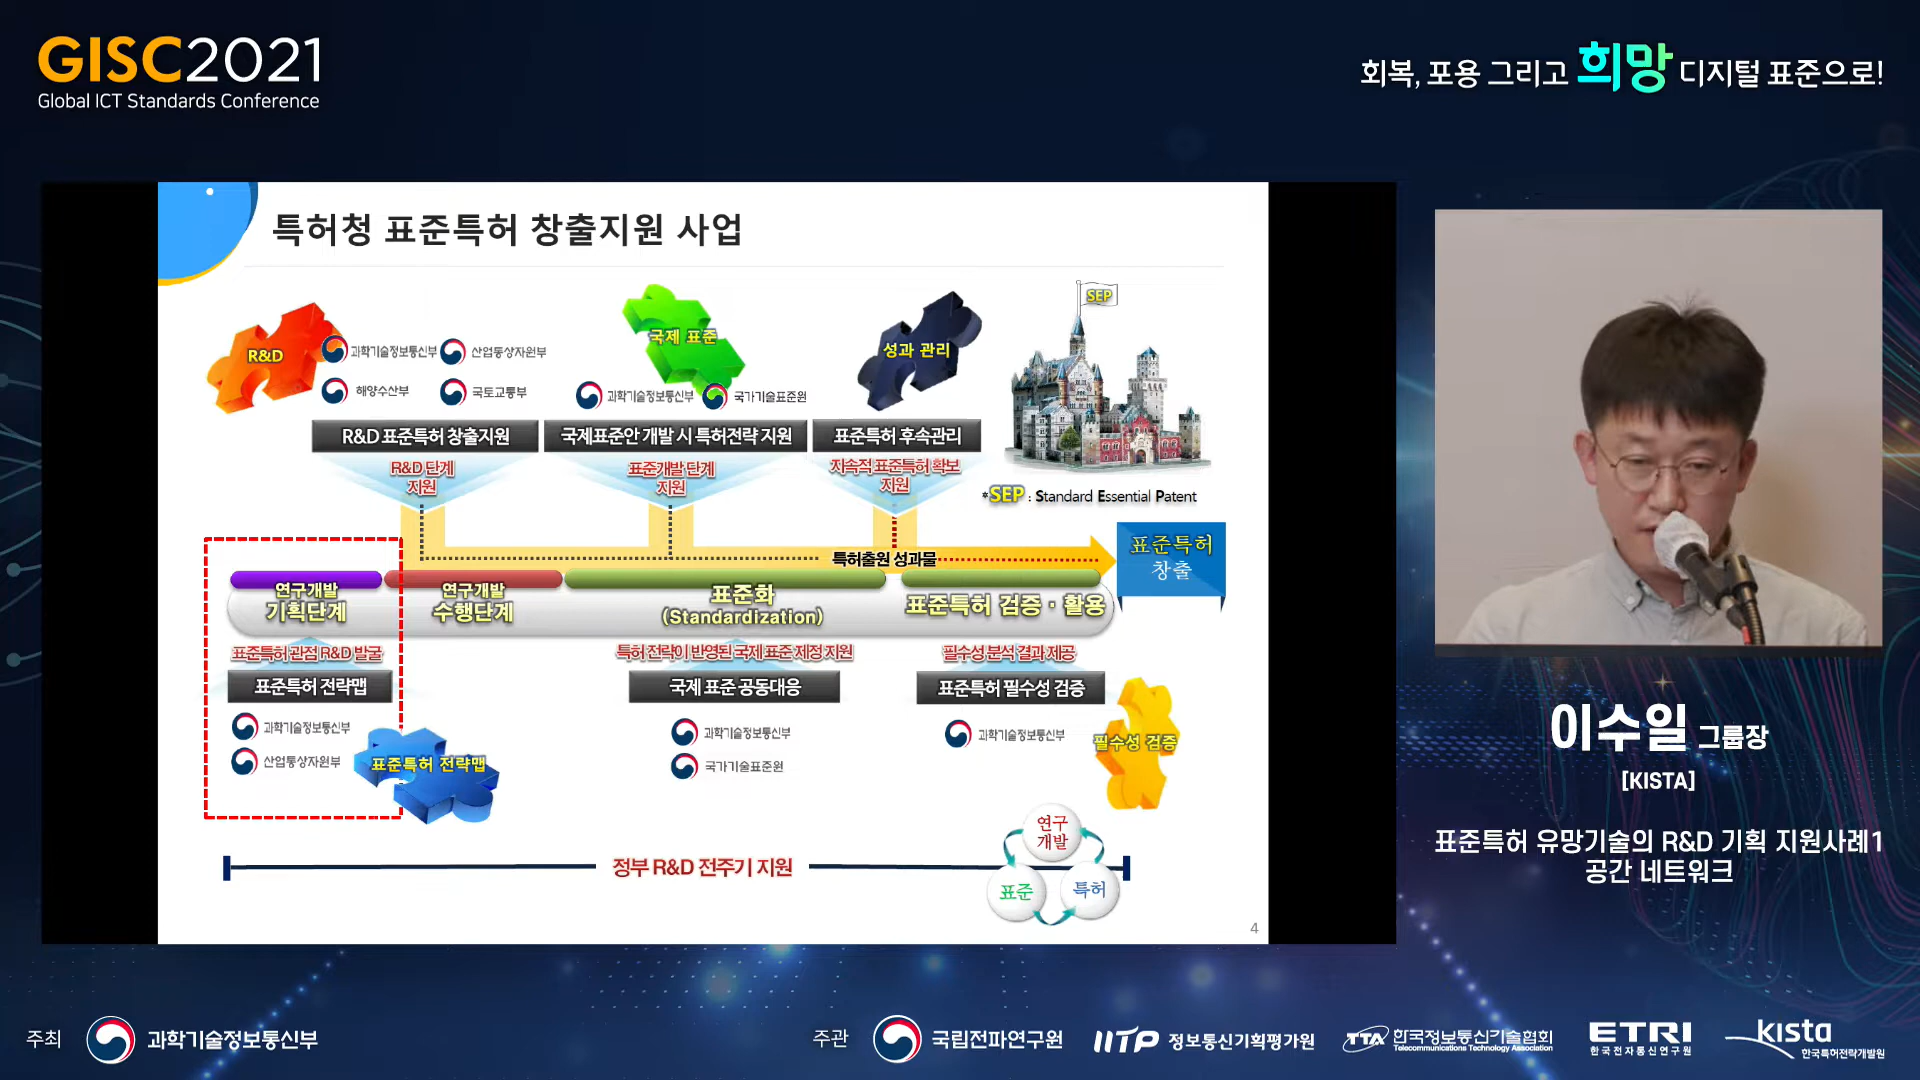 GISC2021
Global ICT Standards Conference
회복, 포용 그리고 희망 디지털 표준으로!
특허청 표준특허 창출지원 사업
R&D
과학기술정보통신부
산업통상자원부
해양수산부
국토교통부
국제 표준
과학기술정보통신부
국가기술표준원
성과 관리
SEP
R&D 표준특허 창출지원
국제표준안 개발 시 특허전략 지원
표준특허 후속관리
R&D 단계
지원
표준개발 단계
지원
지속적 표준특허 확보
지원
*SEP : Standard Essential Patent
특허출원 성과물
표준특허
창출
연구개발
기획단계
연구개발
수행단계
표준화
(Standardization)
표준특허 검증·활용
표준특허 관점 R&D 발굴
특허 전략이 반영된 국제 표준 제정 지원
필수성 분석 결과 제공
표준특허 전략맵
국제 표준 공동대응
표준특허 필수성 검증
과학기술정보통신부
산업통상자원부
표준특허 전략맵
과학기술정보통신부
국가기술표준원
과학기술정보통신부
필수성 검증
정부 R&D 전주기 지원
연구
개발
표준
특허
4
이수일 그룹장
[KISTA]
표준특허 유망기술의 R&D 기획 지원사례1
공간 네트워크
주최
과학기술정보통신부
주관
국립전파연구원
IITP 정보통신기획평가원
TTA 한국정보통신기술협회
Telecommunications Technology Association
ETRI
한국전자통신연구원
kista
한국특허전략개발원